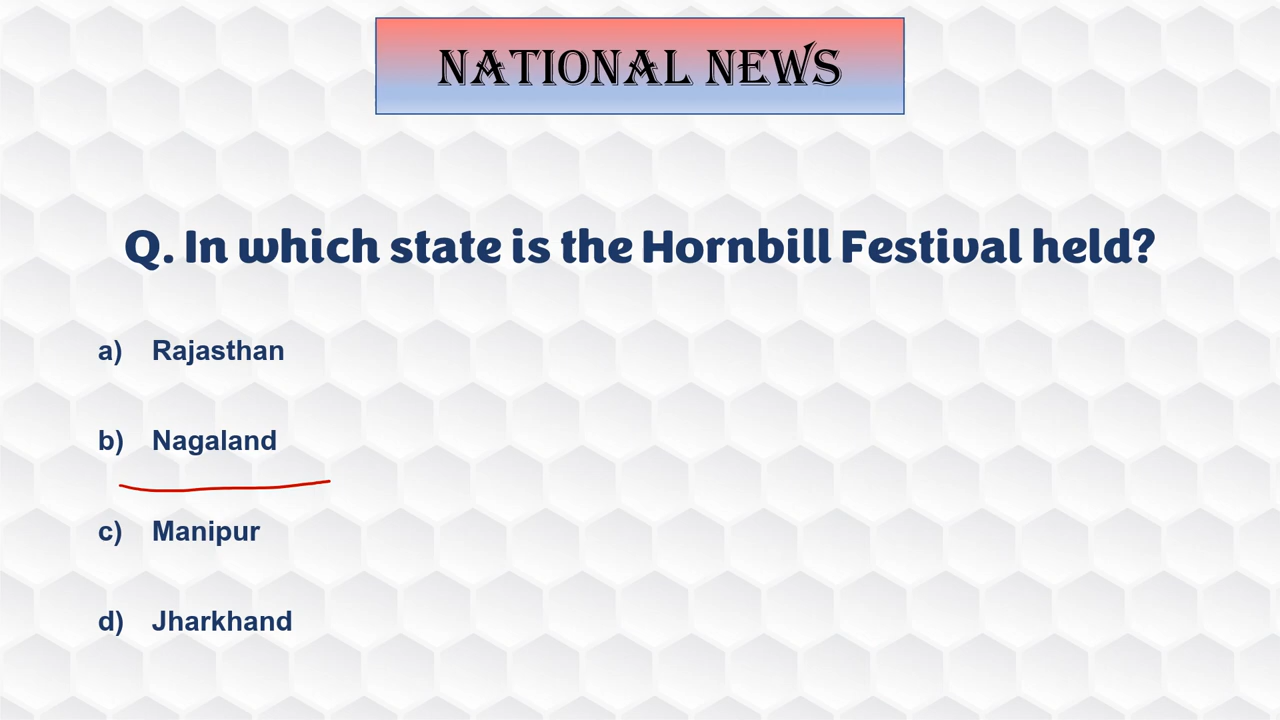 NATIONAL NEWS
Q. In which state is the Hornbill Festival held?
a) Rajasthan
b) Nagaland
c) Manipur
d) Jharkhand